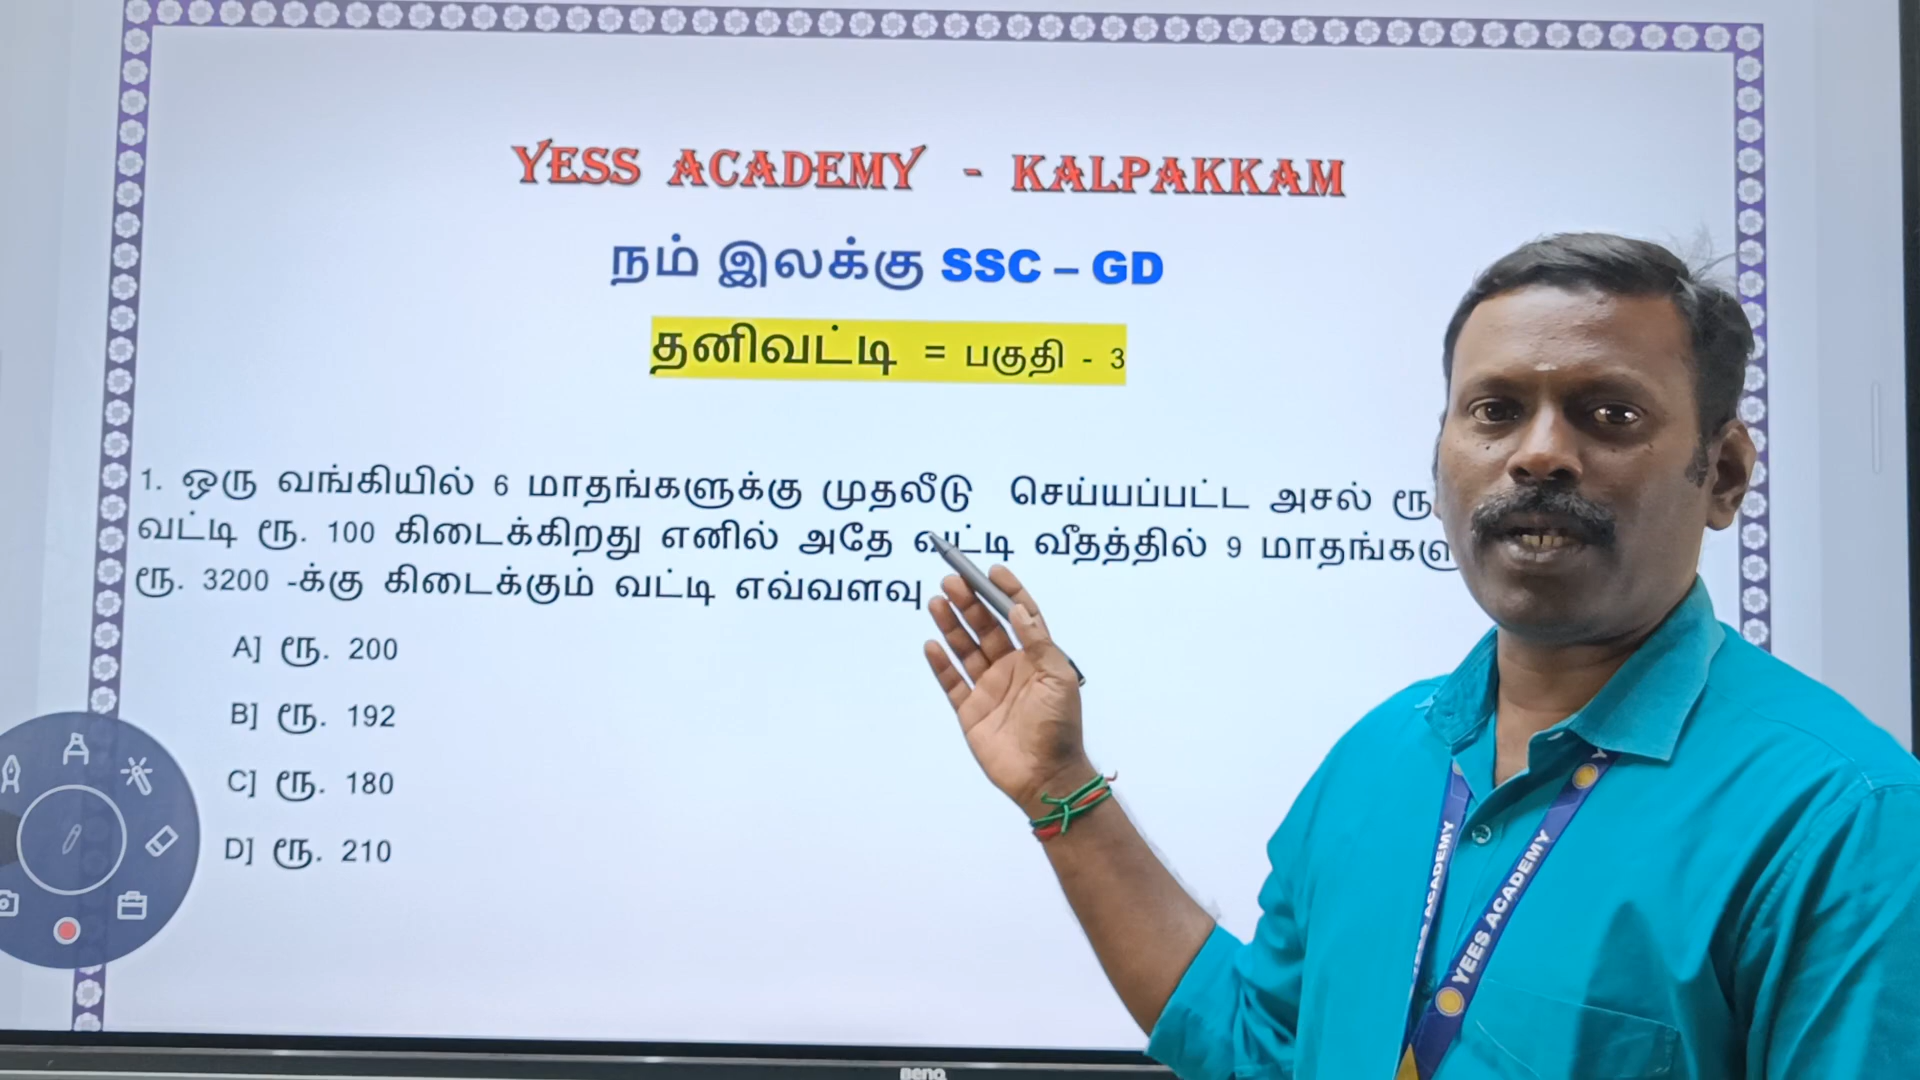 YESS ACADEMY - KALPAKKAM
நம் இலக்கு SSC – GD
தனிவட்டி = பகுதி - 3
1. ஒரு வங்கியில் 6 மாதங்களுக்கு முதலீடு செய்யப்பட்ட அசல் ரூ
வட்டி ரூ. 100 கிடைக்கிறது எனில் அதே வட்டி வீதத்தில் 9
ரூ. 3200 -க்கு கிடைக்கும் வட்டி எவ்வளவு
A] ரூ. 200
B] ரூ. 192
C] ரூ. 180
D] ரூ. 210
YEES ACADEMY
ACADEMY
BenQ